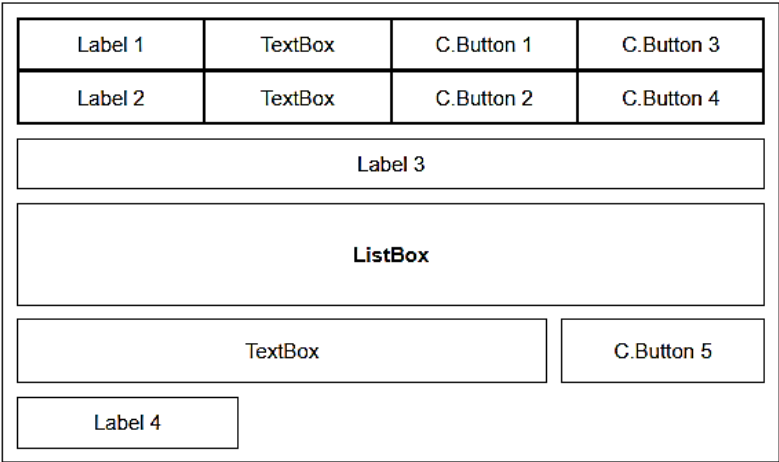 Label 1 TextBox C.Button 1 C.Button 3
Label 2 TextBox C.Button 2 C.Button 4
Label 3
ListBox
TextBox C.Button 5
Label 4